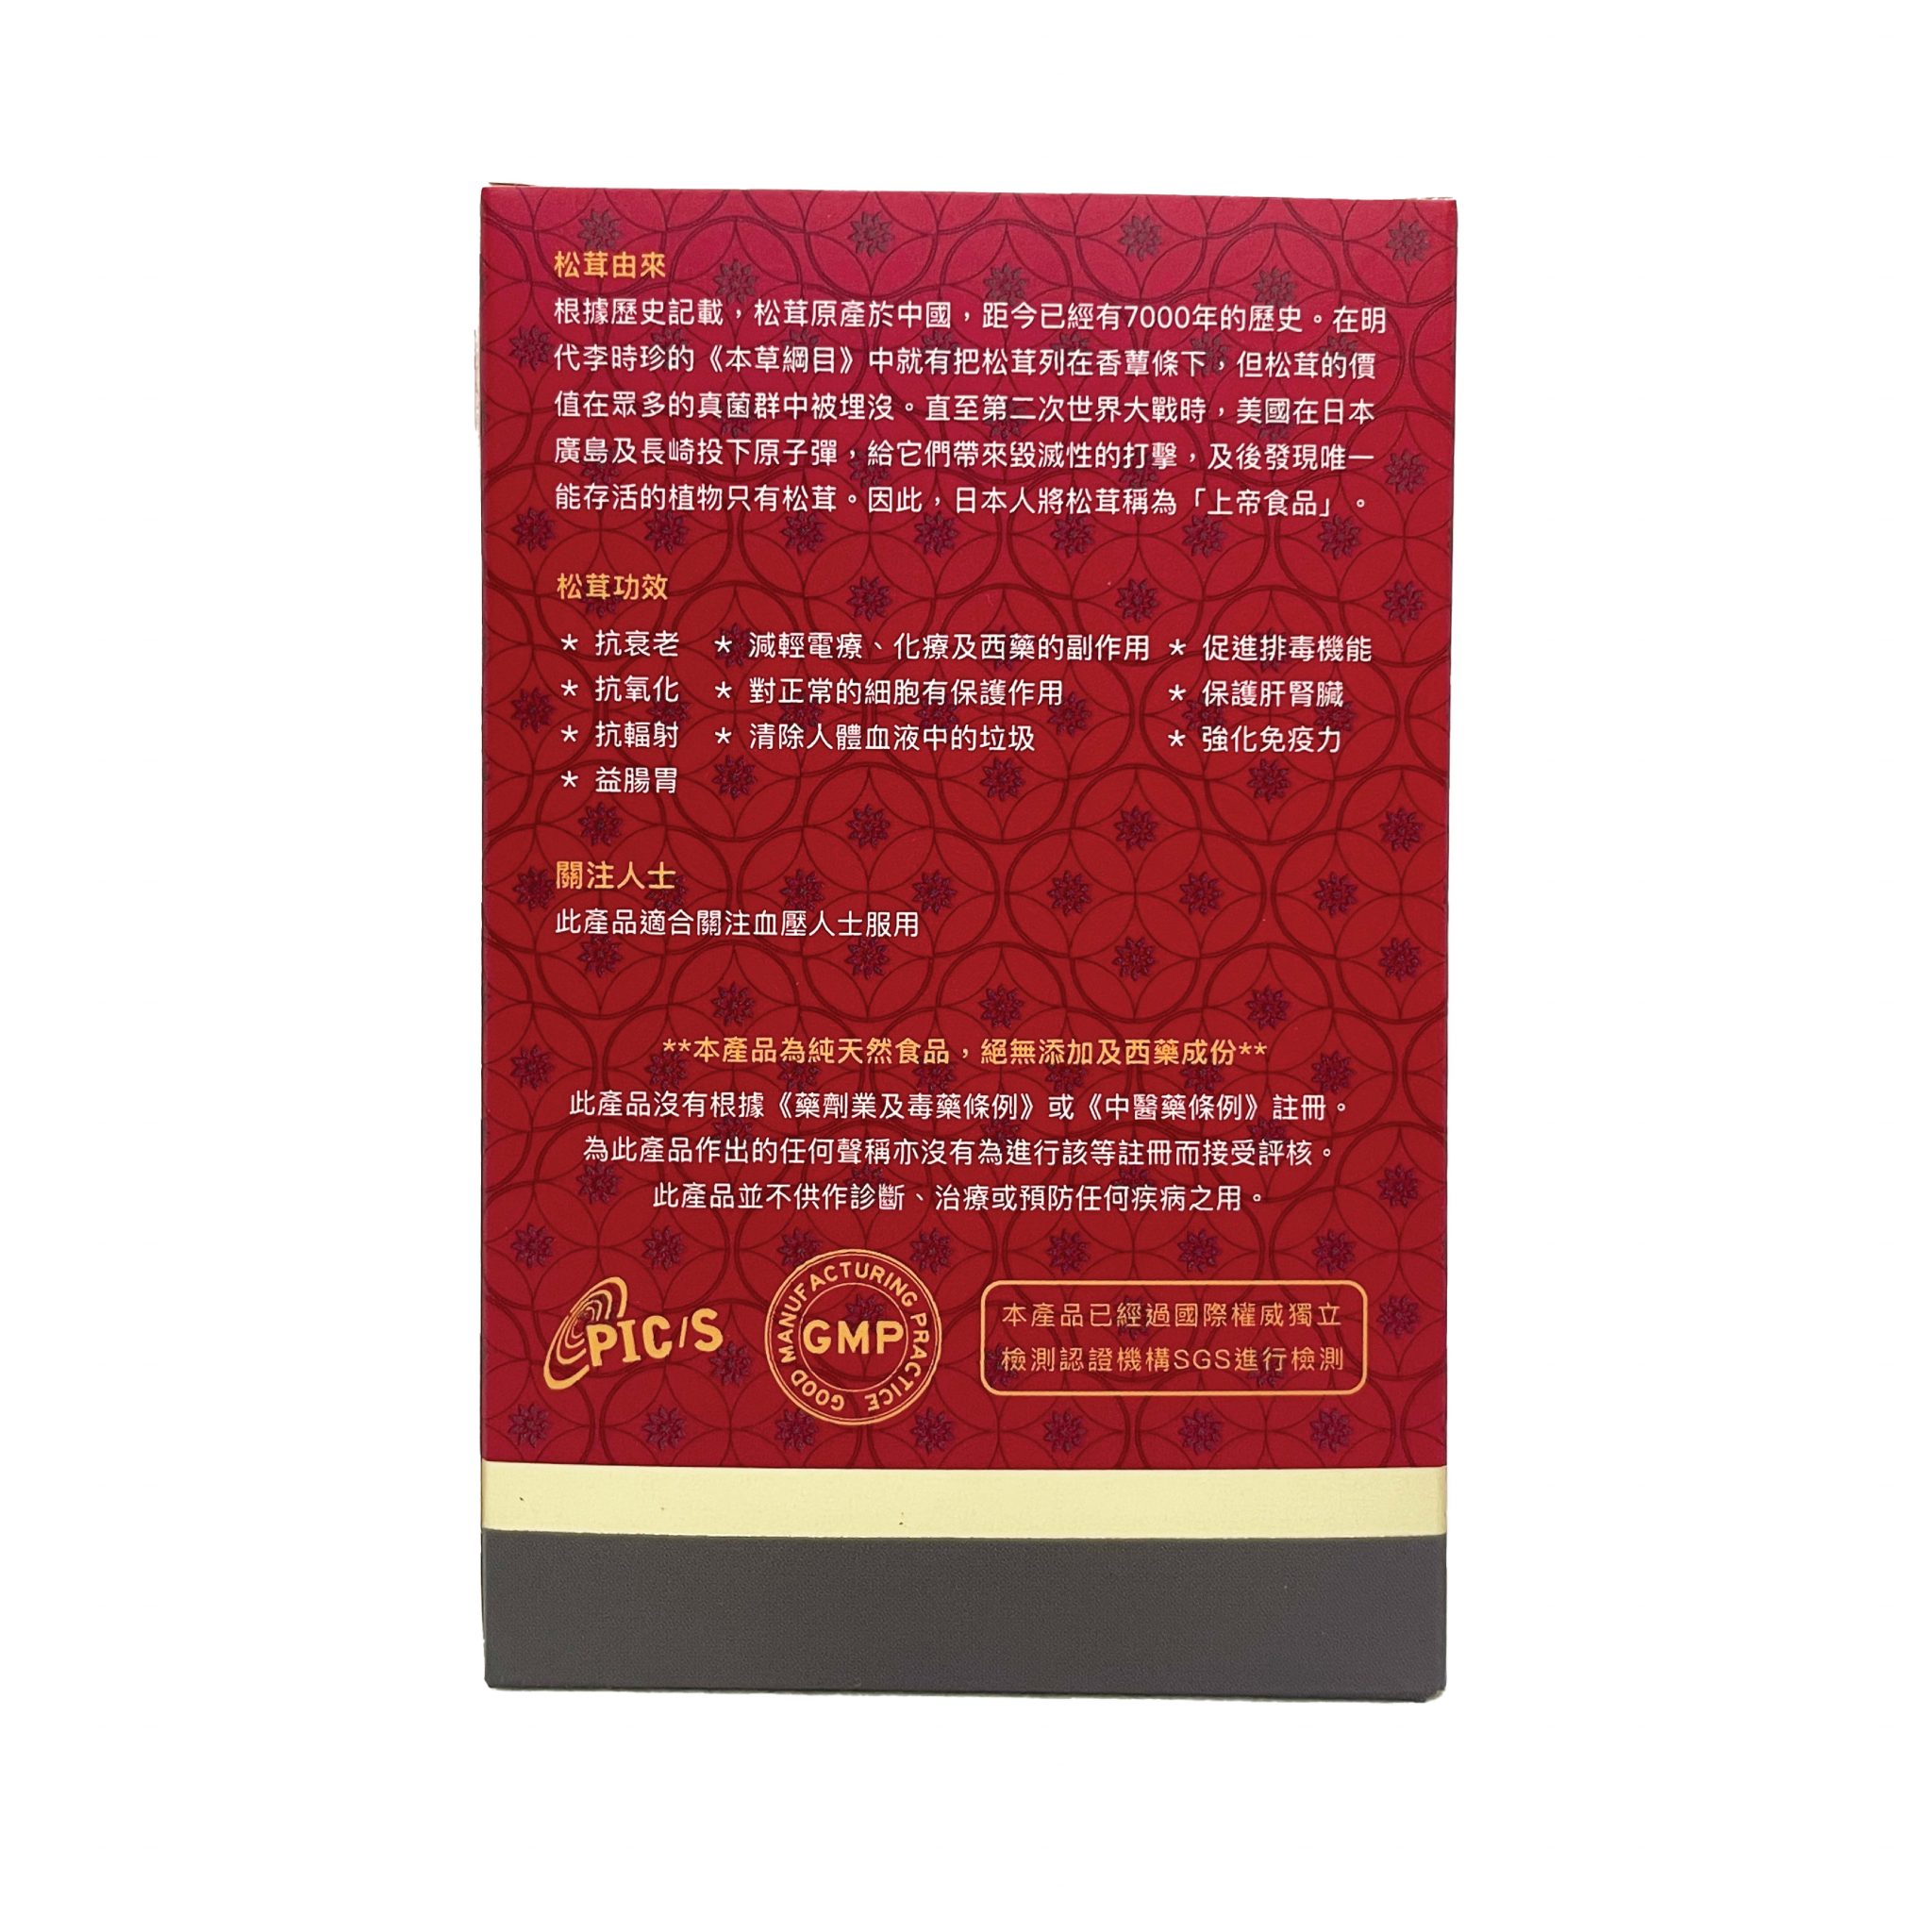 松茸由來
根據歷史記載，松茸原產於中國，距今已經有7000年的歷史。在明
代李時珍的《本草綱目》中就有把松茸列在香蕈條下，但松茸的價
值在眾多的真菌群中被埋沒。直至第二次世界大戰時，美國在日本
廣島及長崎投下原子彈，給它們帶來毀滅性的打擊，及後發現唯一
能存活的植物只有松茸。因此，日本人將松茸稱為「上帝食品」。
松茸功效
* 抗衰老 * 減輕電療、化療及西藥的副作用 * 促進排毒機能
* 抗氧化 * 對正常的細胞有保護作用 * 保護肝腎臟
* 抗輻射 * 清除人體血液中的垃圾 * 強化免疫力
* 益腸胃
關注人士
此產品適合關注血壓人士服用
**本產品為純天然食品，絕無添加及西藥成份**
此產品沒有根據《藥劑業及毒藥條例》或《中醫藥條例》註冊。
為此產品作出的任何聲稱亦沒有為進行該等註冊而接受評核。
此產品並不供作診斷、治療或預防任何疾病之用。
PIC/S
GOOD MANUFACTURING PRACTICE
GMP
本產品已經過國際權威獨立
檢測認證機構SGS進行檢測